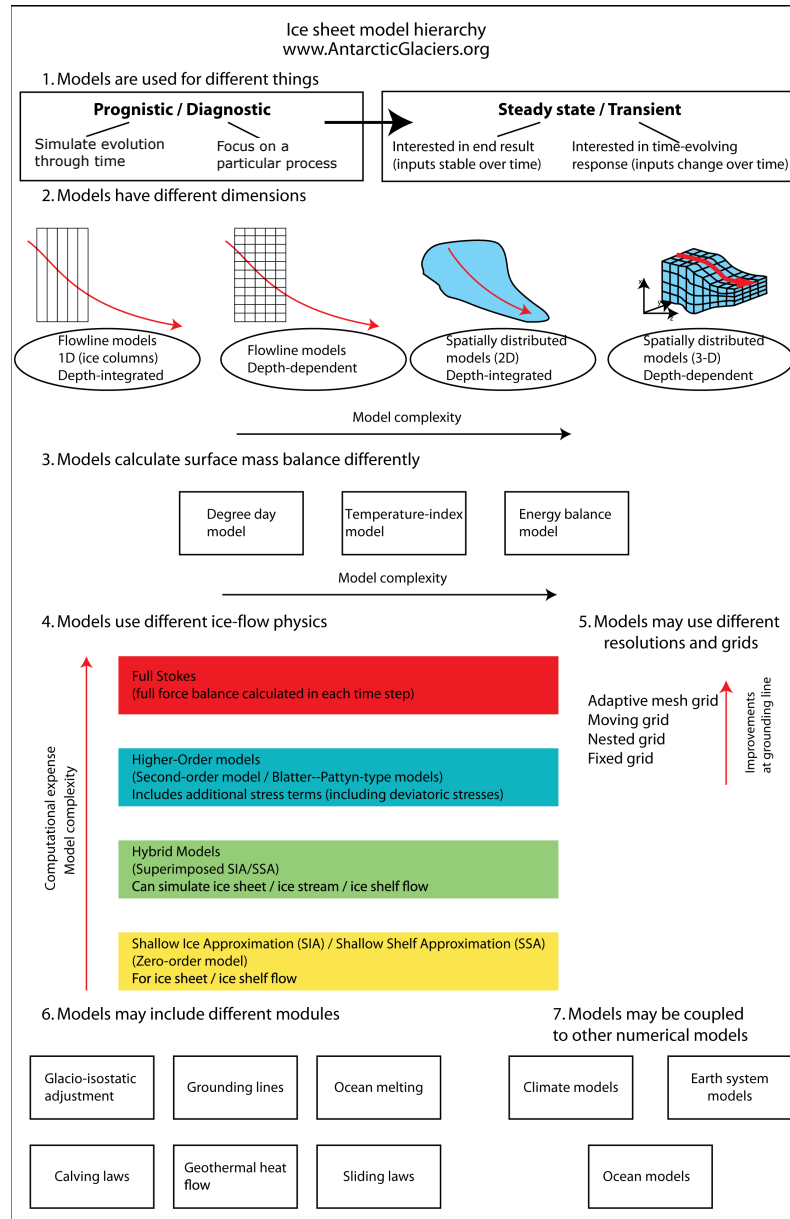 Ice sheet model hierarchy
www.AntarcticGlaciers.org
1. Models are used for different things
Prognistic / Diagnostic
Simulate evolution
through time
Focus on a
particular process
Steady state / Transient
Interested in end result
(inputs stable over time)
Interested in time-evolving
response (inputs change over time)
2. Models have different dimensions
Flowline models
1D (ice columns)
Depth-integrated
Flowline models
Depth-dependent
Spatially distributed
models (2D)
Depth-integrated
Spatially distributed
models (3-D)
Depth-dependent
Model complexity
3. Models calculate surface mass balance differently
Degree day
model
Temperature-index
model
Energy balance
model
Model complexity
4. Models use different ice-flow physics
Computational expense
Model complexity
Full Stokes
(full force balance calculated in each time step)
Higher-Order models
(Second-order model / Blatter--Pattyn-type models)
Includes additional stress terms (including deviatoric stresses)
Hybrid Models
(Superimposed SIA/SSA)
Can simulate ice sheet / ice stream / ice shelf flow
Shallow Ice Approximation (SIA) / Shallow Shelf Approximation (SSA)
(Zero-order model)
For ice sheet / ice shelf flow
5. Models may use different
resolutions and grids
Adaptive mesh grid
Moving grid
Nested grid
Fixed grid
Improvements
at grounding line
6. Models may include different modules
Glacio-isostatic
adjustment
Grounding lines
Ocean melting
Calving laws
Geothermal heat
flow
Sliding laws
7. Models may be coupled
to other numerical models
Climate models
Earth system
models
Ocean models